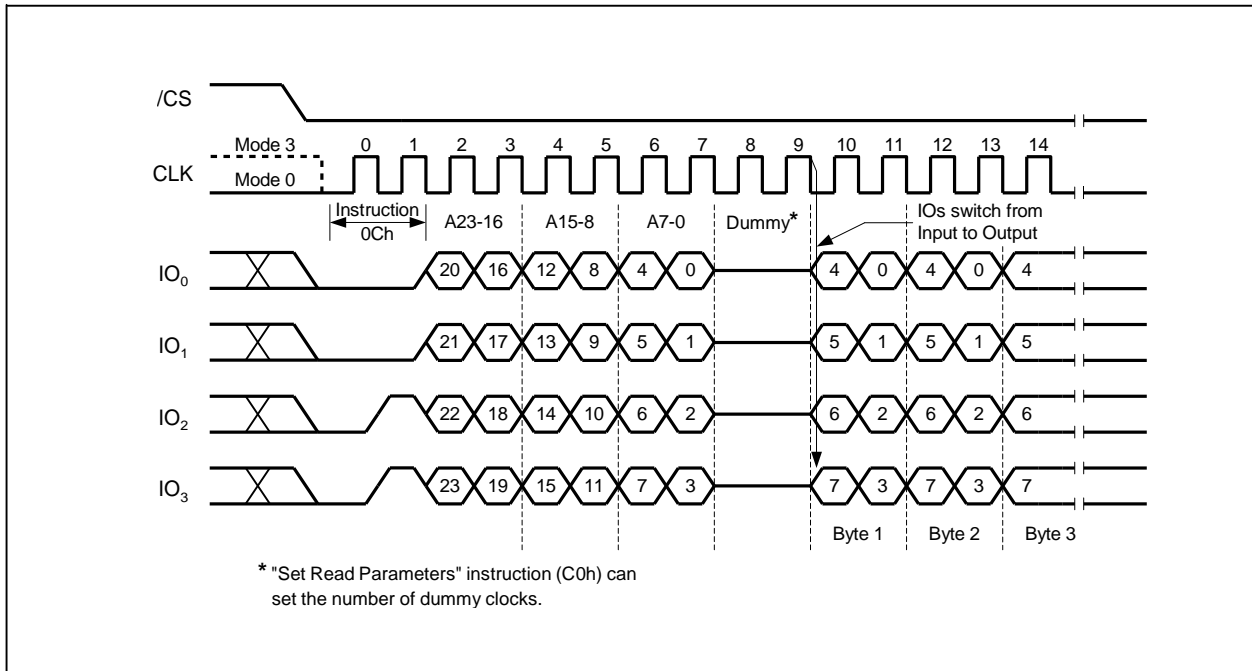 /CS
Mode 3
0 1 2 3 4 5 6 7 8 9 10 11 12 13 14
CLK
Mode 0
Instruction
0Ch
A23-16 A15-8 A7-0 Dummy*
IOs switch from
Input to Output
IO0 20 16 12 8 4 0 4 0 4 0 4
IO1 21 17 13 9 5 1 5 1 5 1 5
IO2 22 18 14 10 6 2 6 2 6 2 6
IO3 23 19 15 11 7 3 7 3 7 3 7
Byte 1 Byte 2 Byte 3
* "Set Read Parameters" instruction (C0h) can
set the number of dummy clocks.